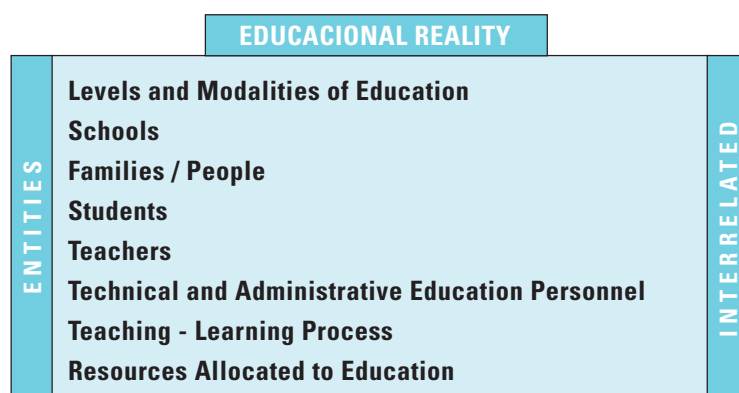 EDUCACIONAL REALITY
ENTITIES
Levels and Modalities of Education
Schools
Families / People
Students
Teachers
Technical and Administrative Education Personnel
Teaching - Learning Process
Resources Allocated to Education
INTERRELATED